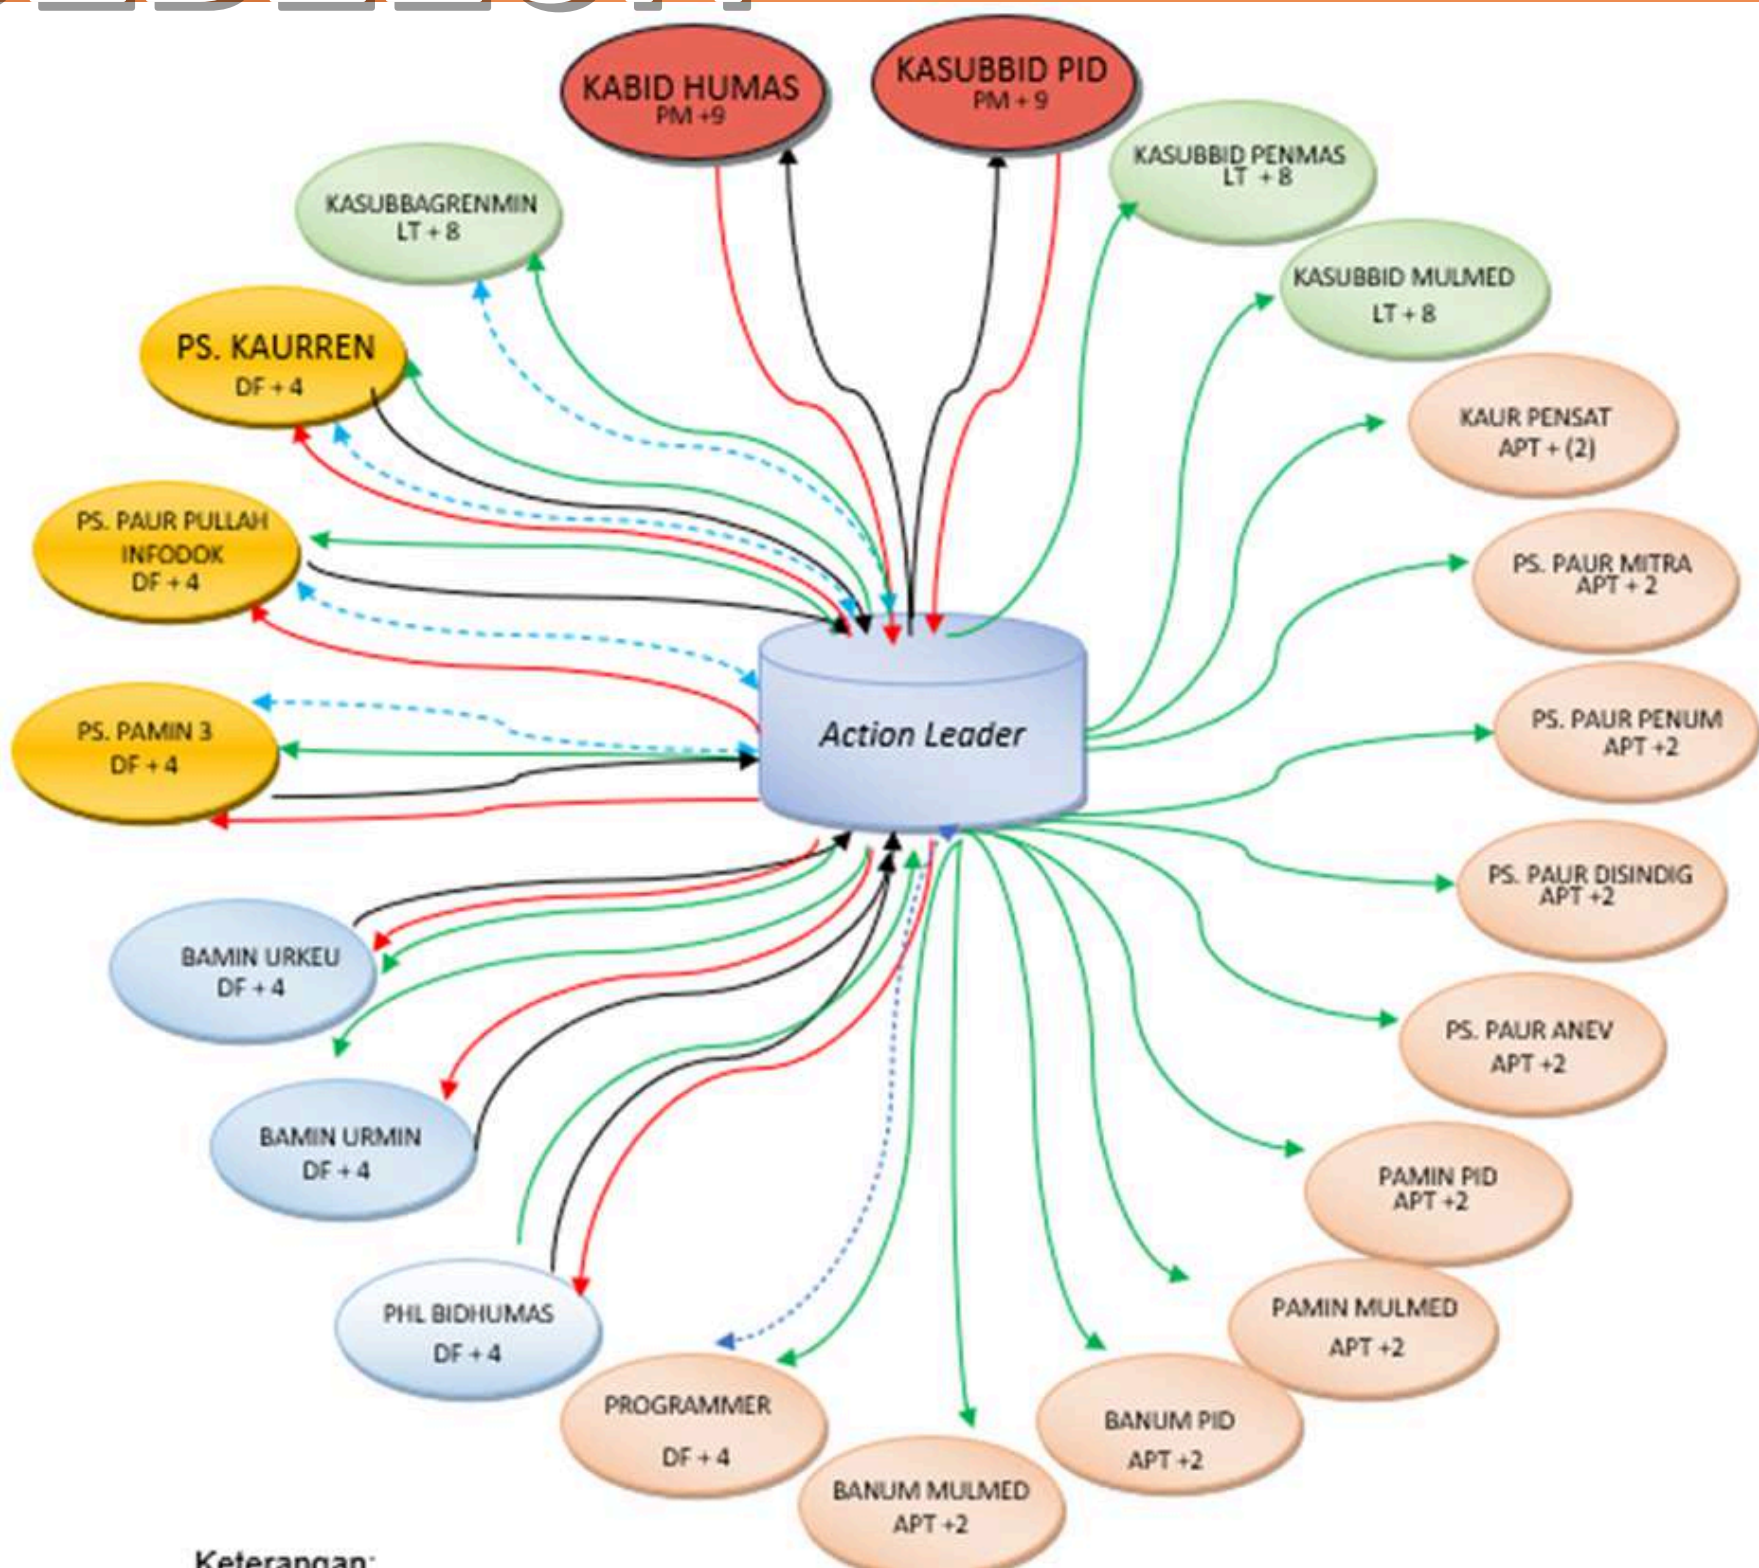 KABID HUMAS
PM +9
KASUBBID PID
PM + 9
KASUBBID PENMAS
LT + 8
KASUBBAGRENMIN
LT + 8
KASUBBID MULMED
LT + 8
PS. KAURREN
DF + 4
KAUR PENSAT
APT + (2)
PS. PAUR PULLAH
INFODOK
DF + 4
PS. PAUR MITRA
APT + 2
PS. PAMIN 3
DF + 4
Action Leader
PS. PAUR PENUM
APT +2
PS. PAUR DISINDIG
APT +2
BAMIN URKEU
DF + 4
PS. PAUR ANEV
APT +2
BAMIN URMIN
DF + 4
PAMIN PID
APT +2
PHL BIDHUMAS
DF + 4
PAMIN MULMED
APT +2
PROGRAMMER
DF + 4
BANUM PID
APT +2
BANUM MULMED
APT +2
Keterangan: